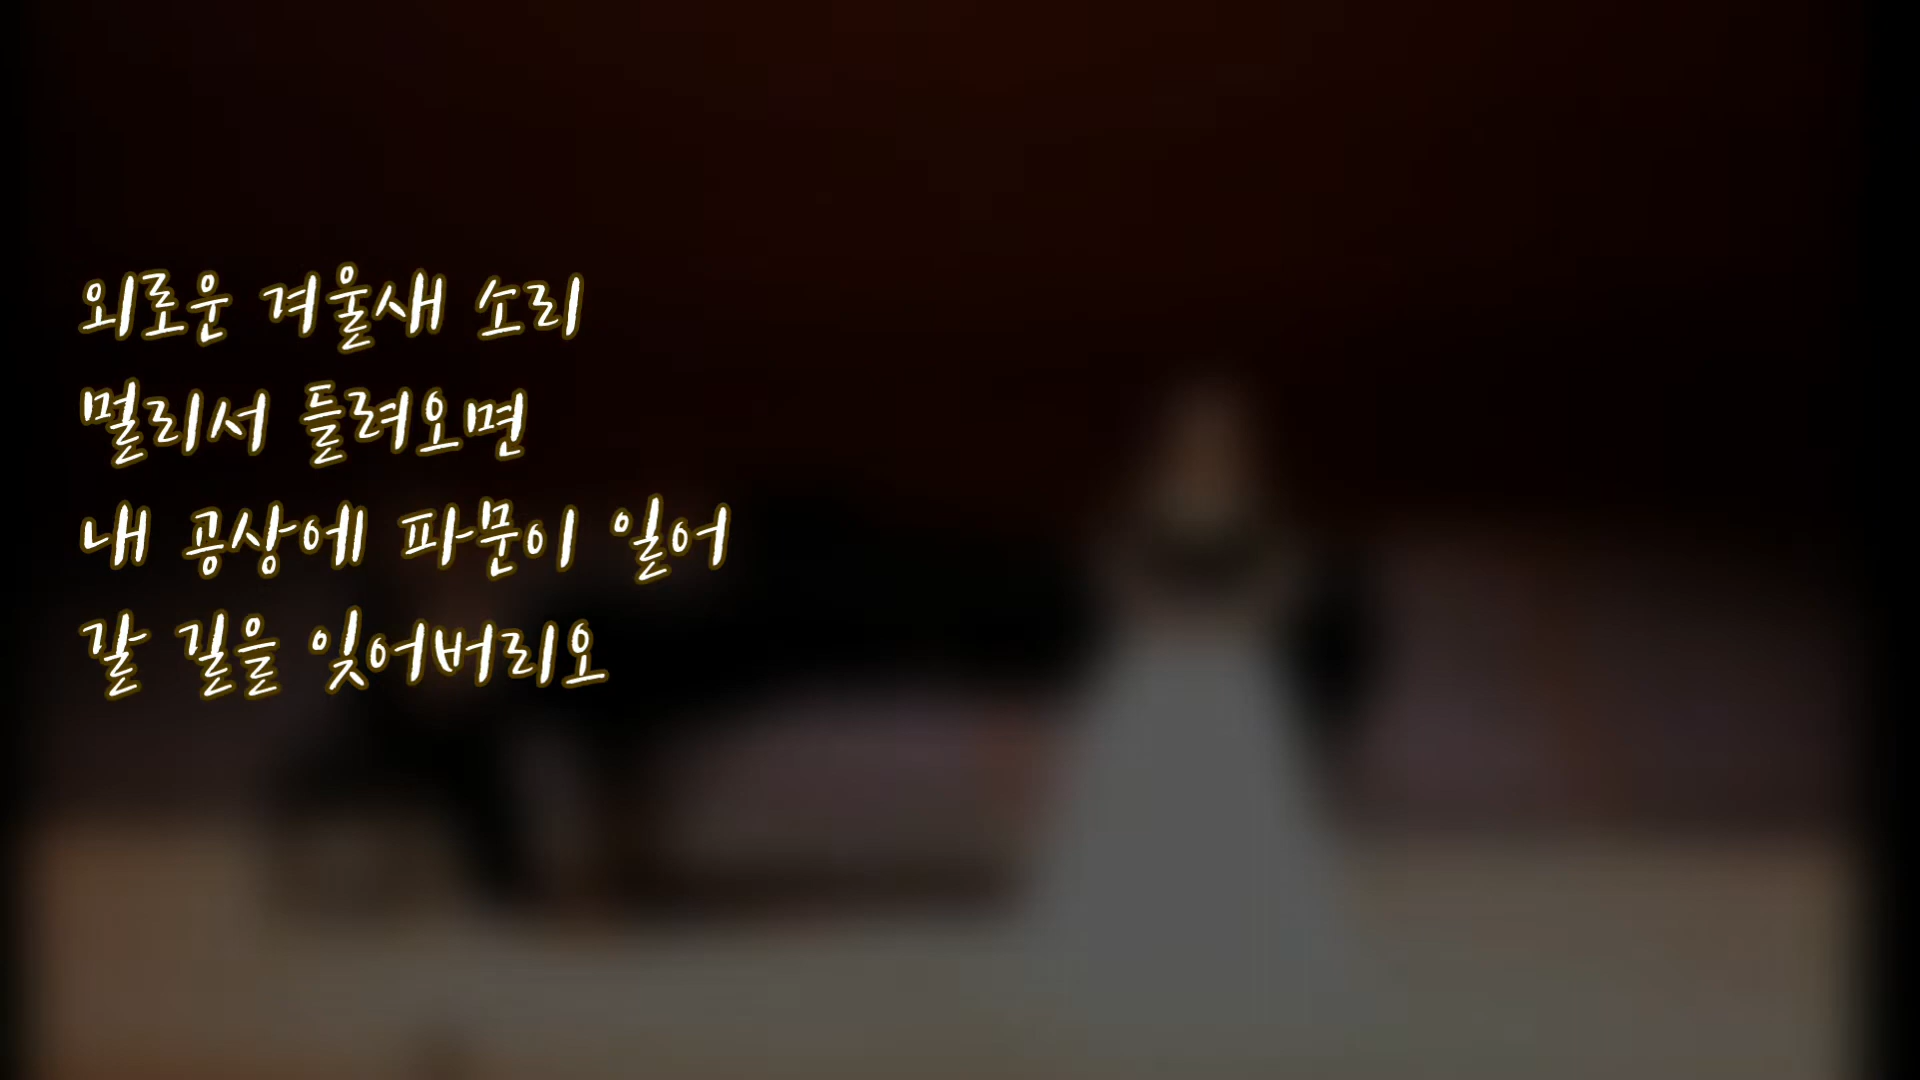 외로운 겨울새 소리
멀리서 들려오면
내 공상에 파문이 일어
갈 길을 잊어버리오